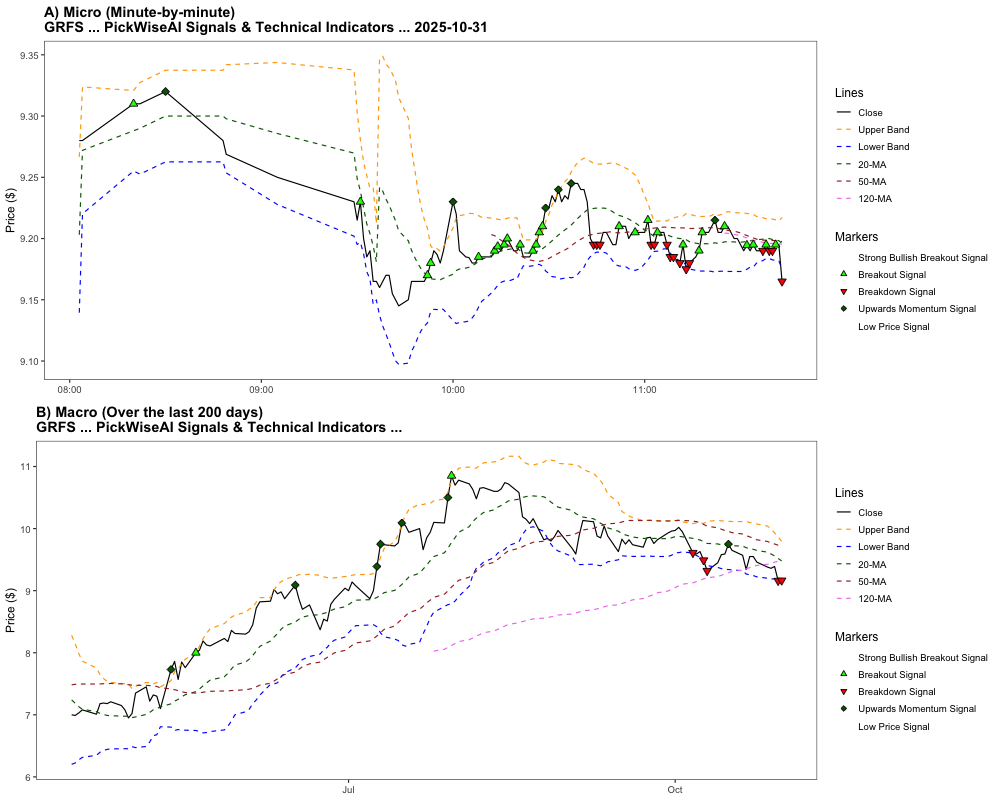 A) Micro (Minute-by-minute)
GRFS ... PickWiseAI Signals & Technical Indicators ... 2025-10-31
Price ($)
9.35
9.30
9.25
9.20
9.15
9.10
08:00 09:00 10:00 11:00
Lines
Close
Upper Band
Lower Band
20-MA
50-MA
120-MA
Markers
Strong Bullish Breakout Signal
Breakout Signal
Breakdown Signal
Upwards Momentum Signal
Low Price Signal
B) Macro (Over the last 200 days)
GRFS ... PickWiseAI Signals & Technical Indicators ...
Price ($)
11
10
9
8
7
6
Jul Oct
Lines
Close
Upper Band
Lower Band
20-MA
50-MA
120-MA
Markers
Strong Bullish Breakout Signal
Breakout Signal
Breakdown Signal
Upwards Momentum Signal
Low Price Signal